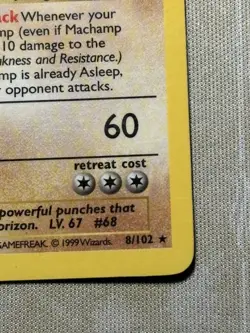 ack Whenever your
mp (even if Machamp
10 damage to the
akness and Resistance.)
mp is already Asleep,
opponent attacks.
60
retreat cost
powerful punches that
orizon. LV. 67 #68
GAMEFREAK. © 1999 Wizards. 8/102 ★